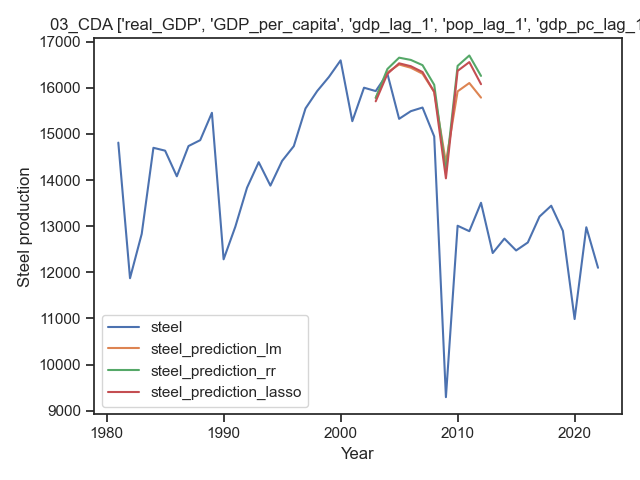 03_CDA ['real_GDP', 'GDP_per_capita', 'gdp_lag_1', 'pop_lag_1', 'gdp_pc_lag_1
17000
16000
15000
14000
13000
12000
11000
10000
9000
Steel production
steel
steel_prediction_lm
steel_prediction_rr
steel_prediction_lasso
1980 1990 2000 2010 2020
Year